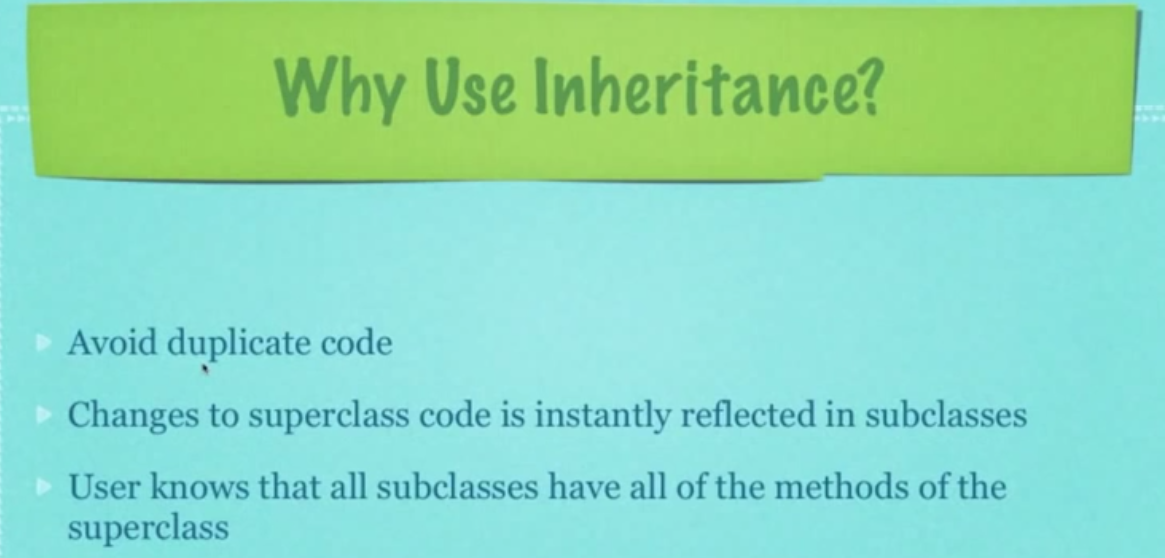 Why Use Inheritance?
Avoid duplicate code
Changes to superclass code is instantly reflected in subclasses
User knows that all subclasses have all of the methods of the
superclass